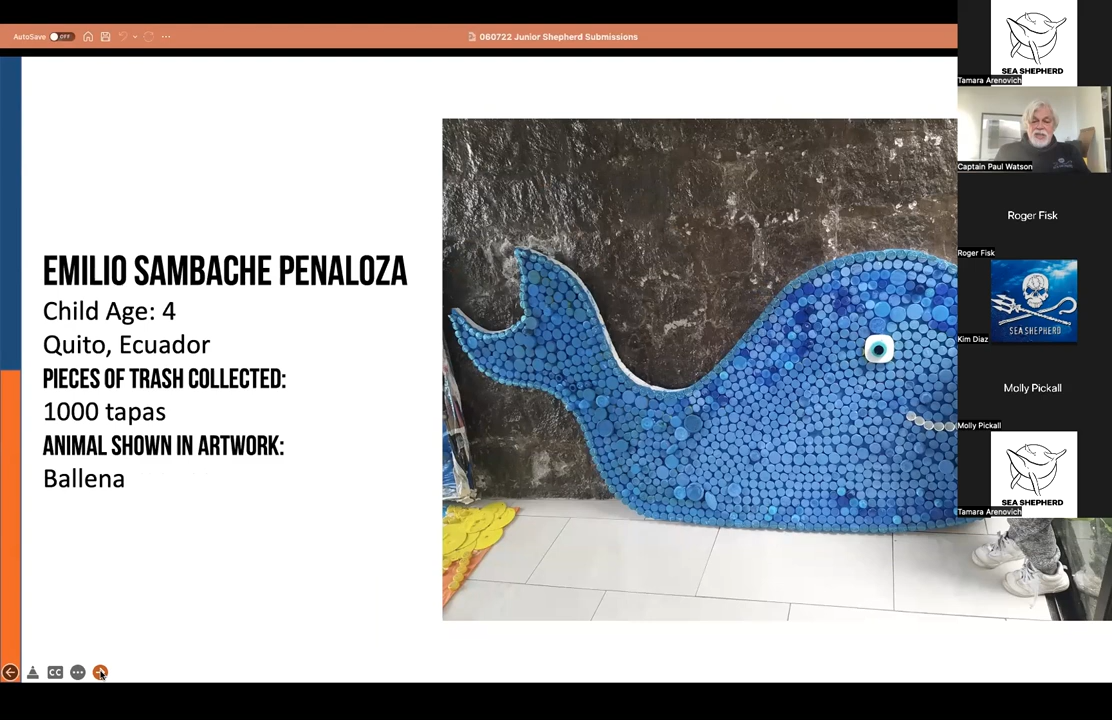 AutoSave OFF
060722 Junior Shepherd Submissions
EMILIO SAMBACHE PENALOZA
Child Age: 4
Quito, Ecuador
PIECES OF TRASH COLLECTED:
1000 tapas
ANIMAL SHOWN IN ARTWORK:
Ballena
CC
SEA SHEPHERD
Tamara Arenovich
Captain Paul Watson
Roger Fisk
Roger Fisk
SEA SHEPHERD
Kim Diaz
Molly Pickall
Molly Pickall
SEA SHEPHERD
Tamara Arenovich